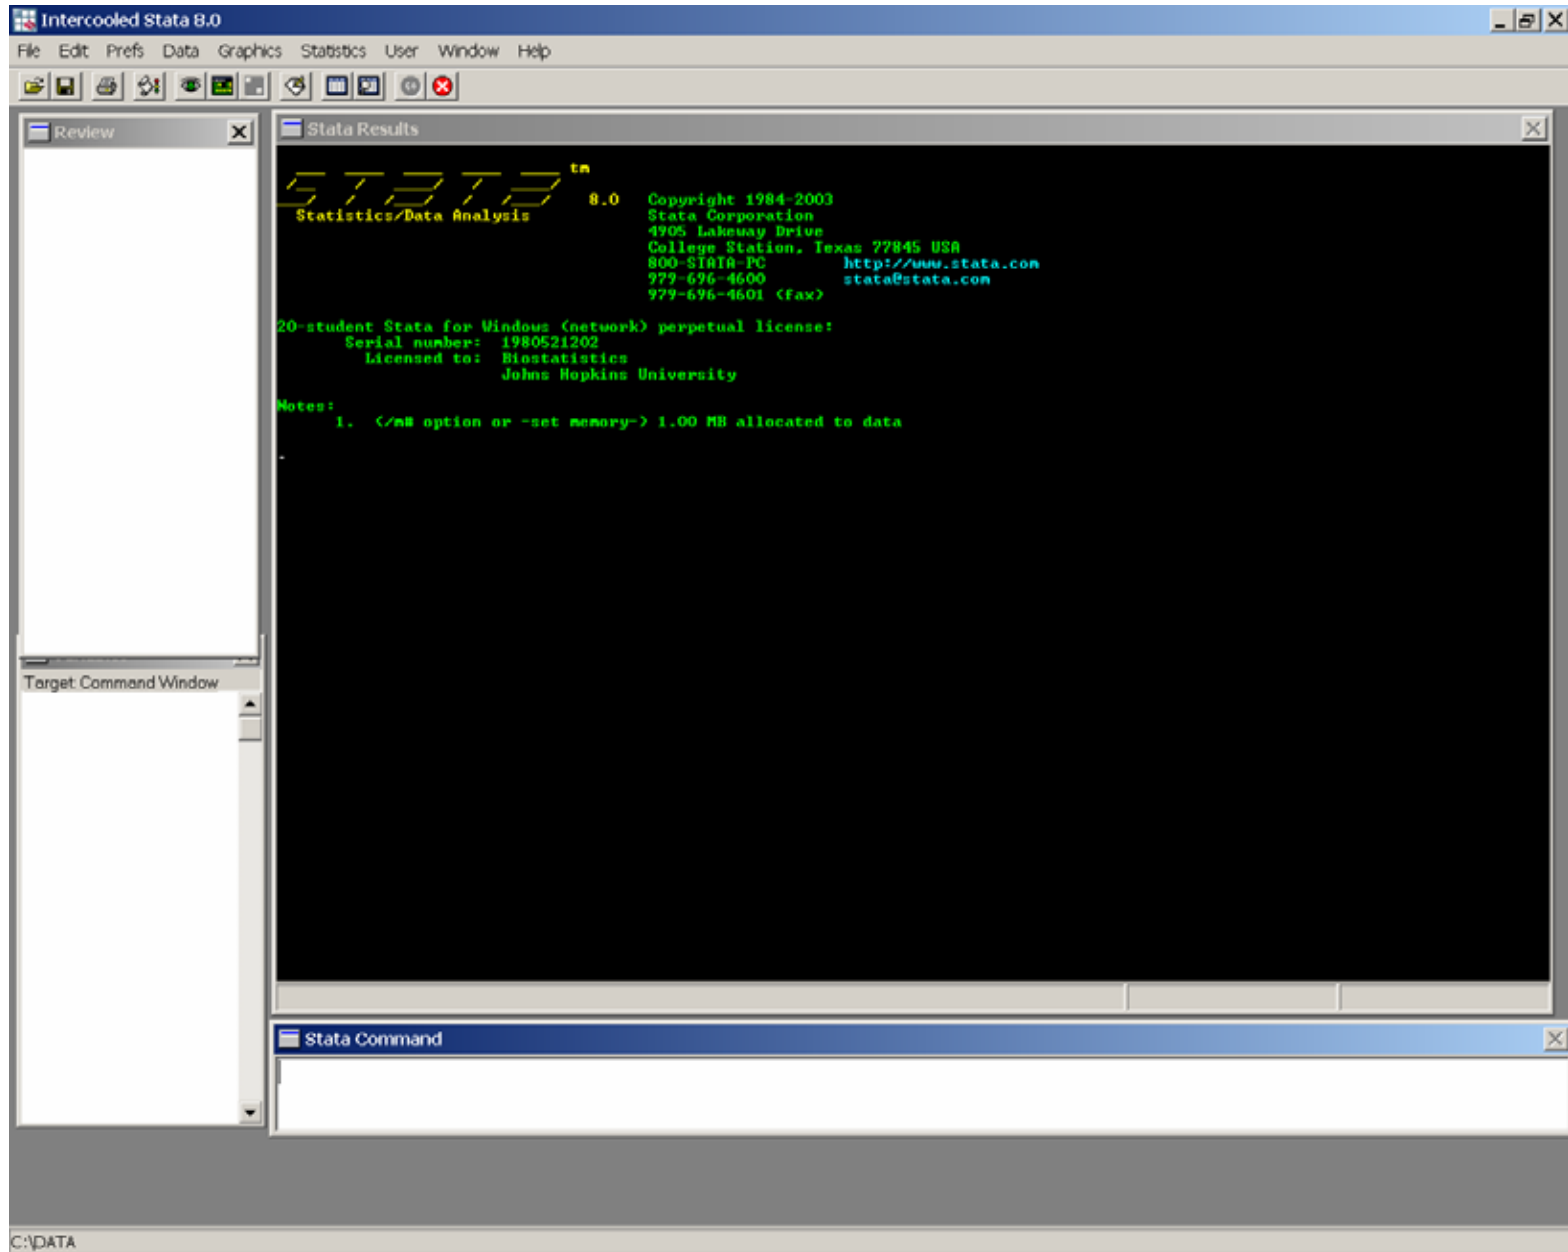 Intercooled Stata 8.0
File Edit Prefs Data Graphics Statistics User Window Help
Review
Stata Results
STATA tm
8.0 Copyright 1984-2003
Statistics/Data Analysis Stata Corporation
4905 Lakeway Drive
College Station, Texas 77845 USA
800-STATA-PC http://www.stata.com
979-696-4600 stata@stata.com
979-696-4601 (fax)
20-student Stata for Windows (network) perpetual license:
Serial number: 1980521202
Licensed to: Biostatistics
Johns Hopkins University
Notes:
1. (/m# option or -set memory-) 1.00 MB allocated to data
.
Target: Command Window
Stata Command
C:\DATA